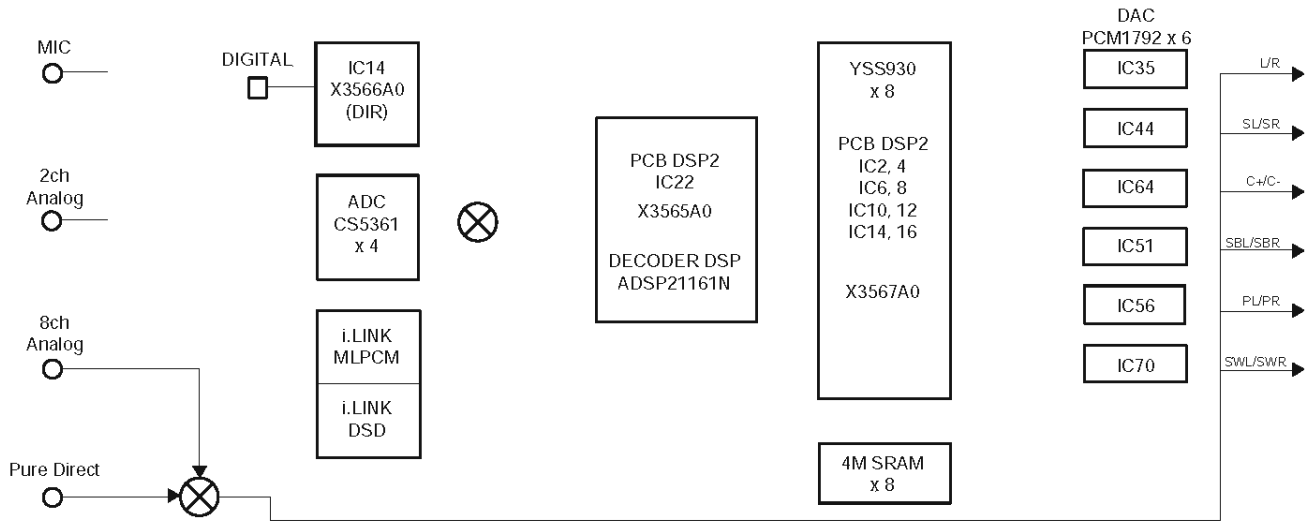 MIC
2ch
Analog
8ch
Analog
Pure Direct
DIGITAL
IC14
X3566A0
(DIR)
ADC
CS5361
x 4
i.LINK
MLPCM
i.LINK
DSD
PCB DSP2
IC22
X3565A0
DECODER DSP
ADSP21161N
YSS930
x 8
PCB DSP2
IC2, 4
IC6, 8
IC10, 12
IC14, 16
X3567A0
4M SRAM
x 8
DAC
PCM1792 x 6
IC35
IC44
IC64
IC51
IC56
IC70
L/R
SL/SR
C+/C-
SBL/SBR
PL/PR
SWL/SWR